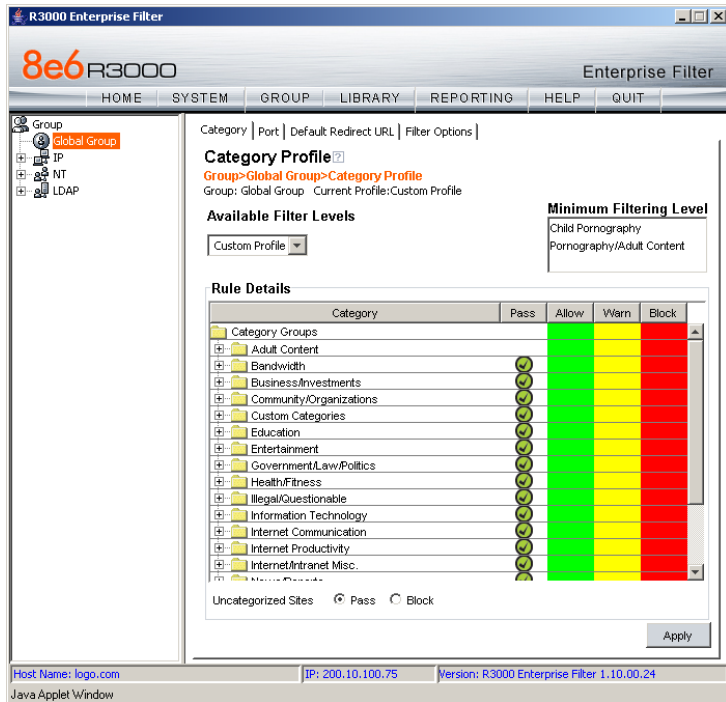 R3000 Enterprise Filter
8e6 R3000
Enterprise Filter
HOME SYSTEM GROUP LIBRARY REPORTING HELP QUIT
Group
Global Group
IP
NT
LDAP
Category Port Default Redirect URL Filter Options
Category Profile ?
Group>Global Group>Category Profile
Group: Global Group Current Profile:Custom Profile
Available Filter Levels
Custom Profile
Minimum Filtering Level
Child Pornography
Pornography/Adult Content
Rule Details
Category Pass Allow Warn Block
Category Groups
Adult Content
Bandwidth
Business/Investments
Community/Organizations
Custom Categories
Education
Entertainment
Government/Law/Politics
Health/Fitness
Illegal/Questionable
Information Technology
Internet Communication
Internet Productivity
Internet/Intranet Misc.
Uncategorized Sites Pass Block
Apply
Host Name: logo.com IP: 200.10.100.75 Version: R3000 Enterprise Filter 1.10.00.24
Java Applet Window